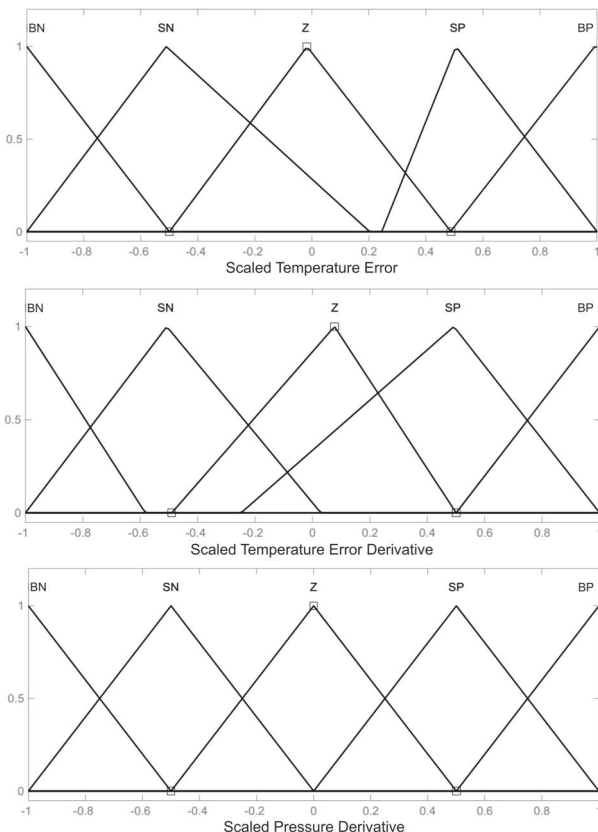 BN SN Z SP BP
1
0.5
0
-1 -0.8 -0.6 -0.4 -0.2 0 0.2 0.4 0.6 0.8 1
Scaled Temperature Error
BN SN Z SP BP
1
0.5
0
-1 -0.8 -0.6 -0.4 -0.2 0 0.2 0.4 0.6 0.8 1
Scaled Temperature Error Derivative
BN SN Z SP BP
1
0.5
0
-1 -0.8 -0.6 -0.4 -0.2 0 0.2 0.4 0.6 0.8 1
Scaled Pressure Derivative